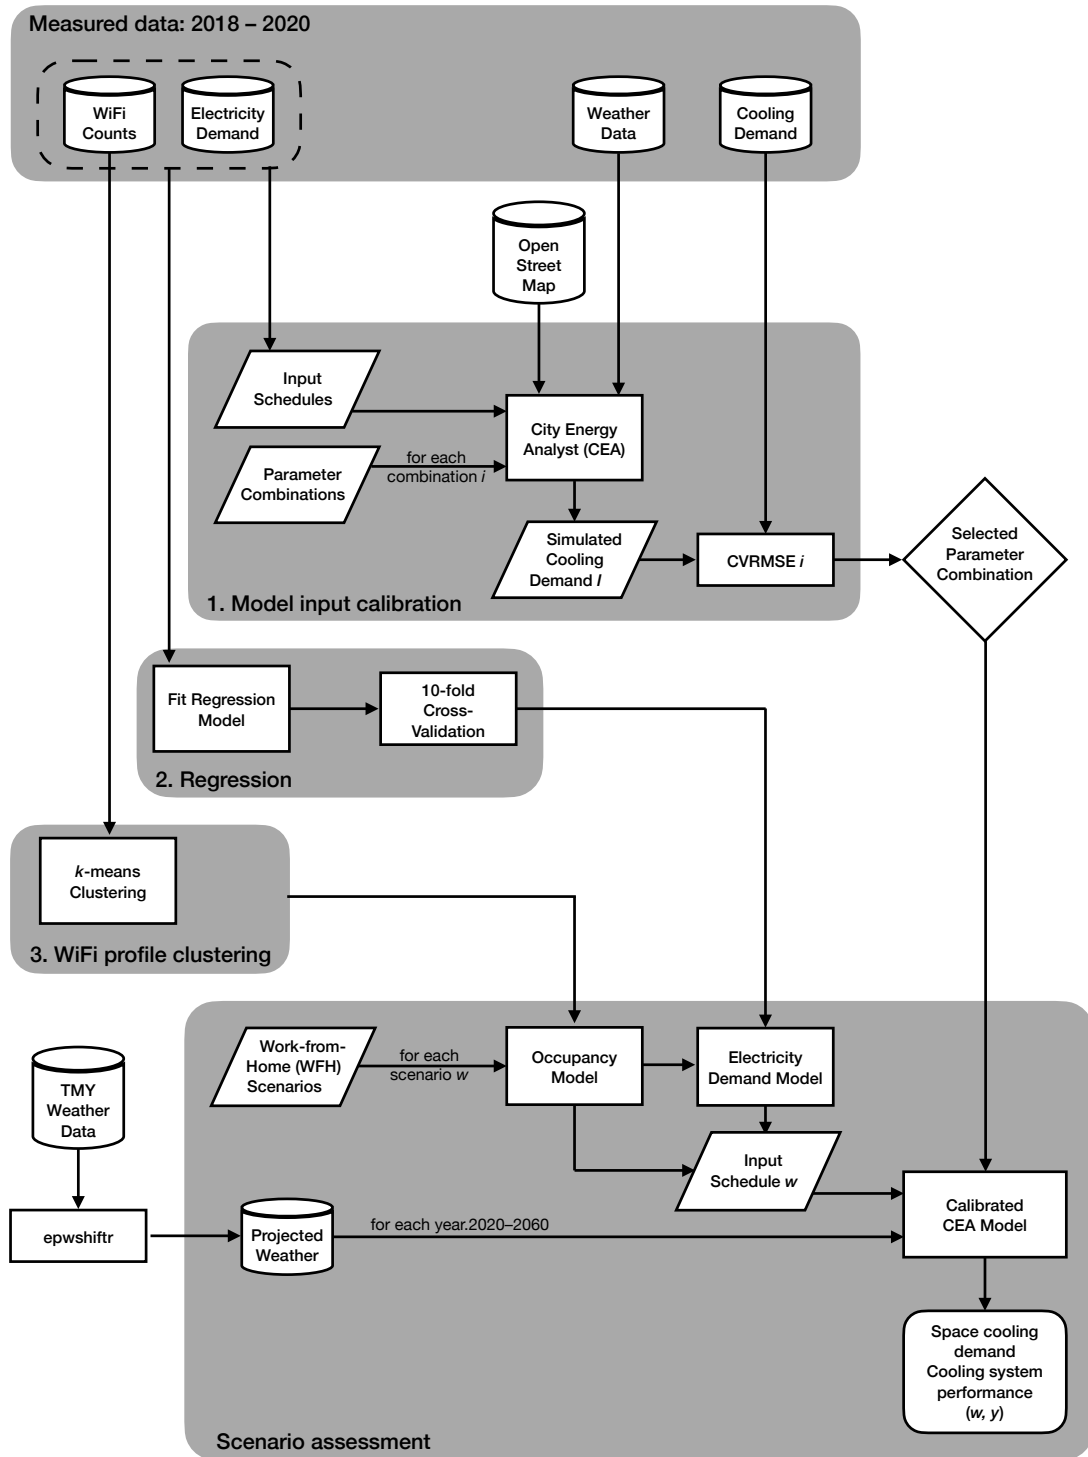 Measured data: 2018 – 2020
WiFi
Counts
Electricity
Demand
Weather
Data
Cooling
Demand
Open
Street
Map
Input
Schedules
City Energy
Analyst (CEA)
Parameter
Combinations
for each
combination i
Simulated
Cooling
Demand I
CVRMSE i
Selected
Parameter
Combination
1. Model input calibration
Fit Regression
Model
10-fold
Cross-
Validation
2. Regression
k-means
Clustering
3. WiFi profile clustering
Work-from-
Home (WFH)
Scenarios
for each
scenario w
Occupancy
Model
Electricity
Demand Model
TMY
Weather
Data
Input
Schedule w
epwshiftr
Projected
Weather
for each year.2020–2060
Calibrated
CEA Model
Space cooling
demand
Cooling system
performance
(w, y)
Scenario assessment